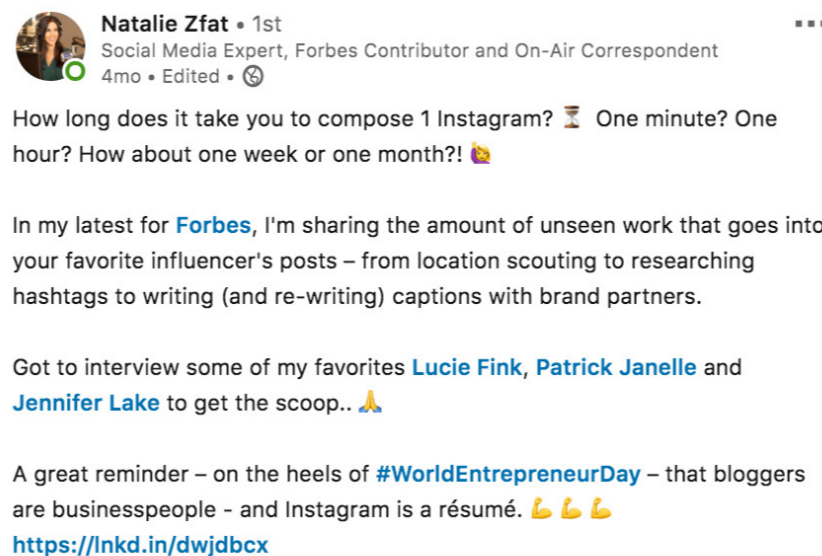 Natalie Zfat • 1st
Social Media Expert, Forbes Contributor and On-Air Correspondent
4mo • Edited •
How long does it take you to compose 1 Instagram? ⏳ One minute? One
hour? How about one week or one month?! 🙋‍♀️
In my latest for Forbes, I'm sharing the amount of unseen work that goes into
your favorite influencer's posts – from location scouting to researching
hashtags to writing (and re-writing) captions with brand partners.
Got to interview some of my favorites Lucie Fink, Patrick Janelle and
Jennifer Lake to get the scoop.. 🙏
A great reminder – on the heels of #WorldEntrepreneurDay – that bloggers
are businesspeople - and Instagram is a résumé. 💪 💪 💪
https://lnkd.in/dwjdbcx